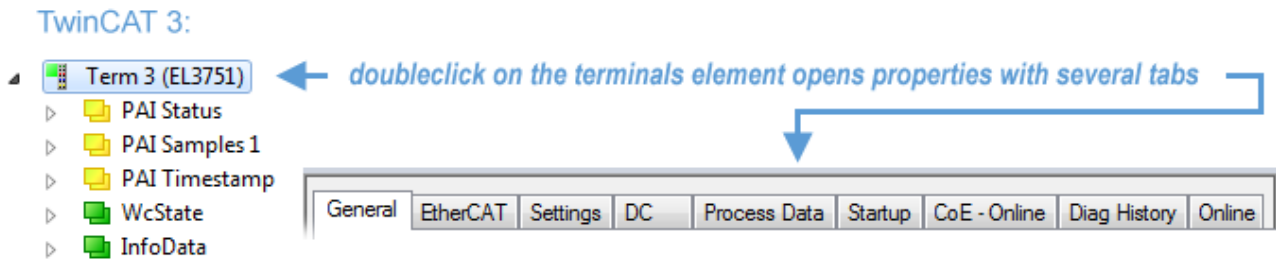 TwinCAT 3:
Term 3 (EL3751)
doubleclick on the terminals element opens properties with several tabs
PAI Status
PAI Samples 1
PAI Timestamp
WcState
InfoData
General EtherCAT Settings DC Process Data Startup CoE - Online Diag History Online